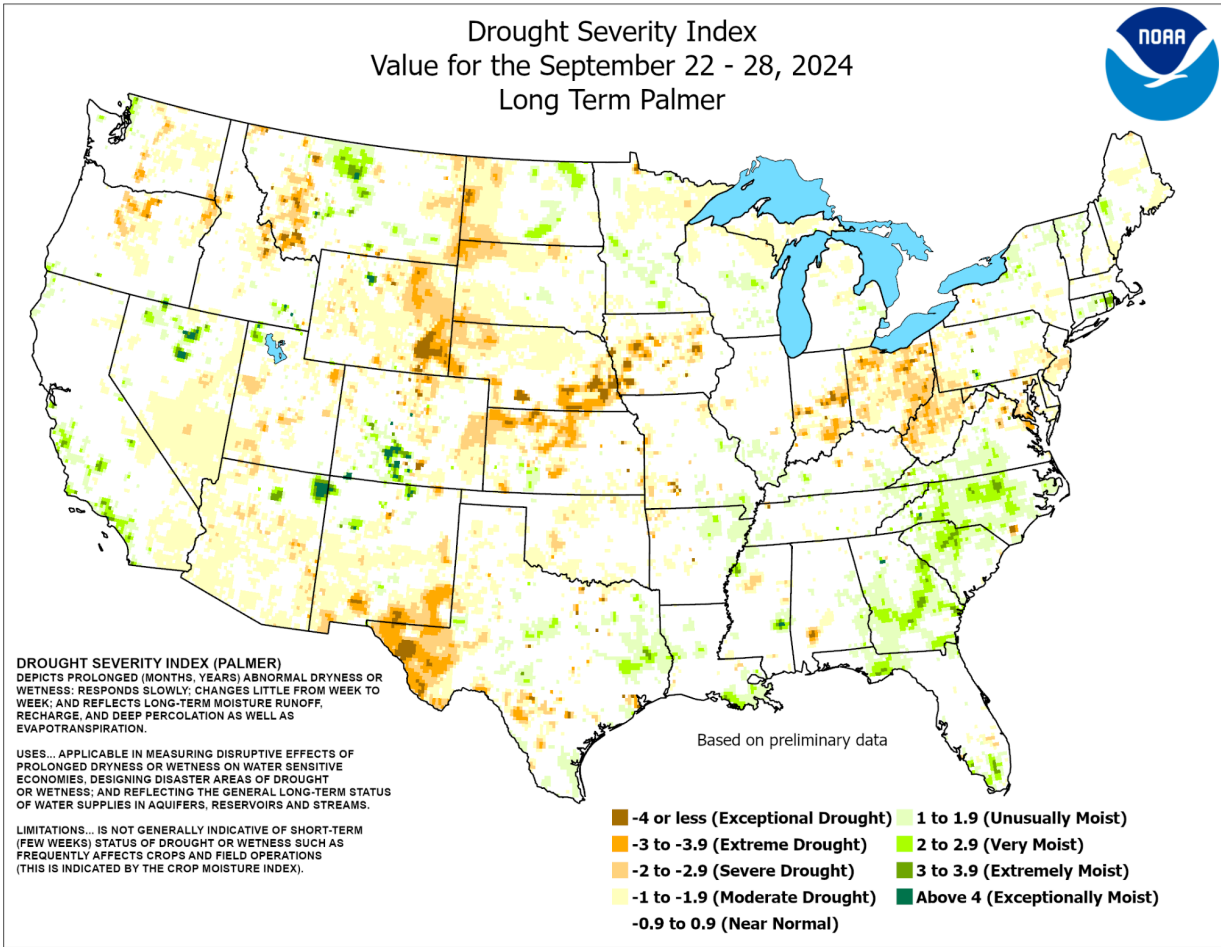 Drought Severity Index
Value for the September 22 - 28, 2024
Long Term Palmer
NOAA
DROUGHT SEVERITY INDEX (PALMER)
DEPICTS PROLONGED (MONTHS, YEARS) ABNORMAL DRYNESS OR
WETNESS: RESPONDS SLOWLY; CHANGES LITTLE FROM WEEK TO
WEEK; AND REFLECTS LONG-TERM MOISTURE RUNOFF,
RECHARGE, AND DEEP PERCOLATION AS WELL AS
EVAPOTRANSPIRATION.
USES... APPLICABLE IN MEASURING DISRUPTIVE EFFECTS OF
PROLONGED DRYNESS OR WETNESS ON WATER SENSITIVE
ECONOMIES, DESIGNING DISASTER AREAS OF DROUGHT
OR WETNESS; AND REFLECTING THE GENERAL LONG-TERM STATUS
OF WATER SUPPLIES IN AQUIFERS, RESERVOIRS AND STREAMS.
LIMITATIONS... IS NOT GENERALLY INDICATIVE OF SHORT-TERM
(FEW WEEKS) STATUS OF DROUGHT OR WETNESS SUCH AS
FREQUENTLY AFFECTS CROPS AND FIELD OPERATIONS
(THIS IS INDICATED BY THE CROP MOISTURE INDEX).
Based on preliminary data
-4 or less (Exceptional Drought)
-3 to -3.9 (Extreme Drought)
-2 to -2.9 (Severe Drought)
-1 to -1.9 (Moderate Drought)
-0.9 to 0.9 (Near Normal)
1 to 1.9 (Unusually Moist)
2 to 2.9 (Very Moist)
3 to 3.9 (Extremely Moist)
Above 4 (Exceptionally Moist)